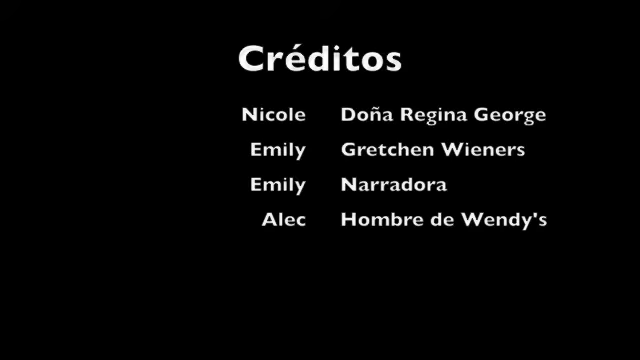 Créditos
Nicole Doña Regina George
Emily Gretchen Wieners
Emily Narradora
Alec Hombre de Wendy's